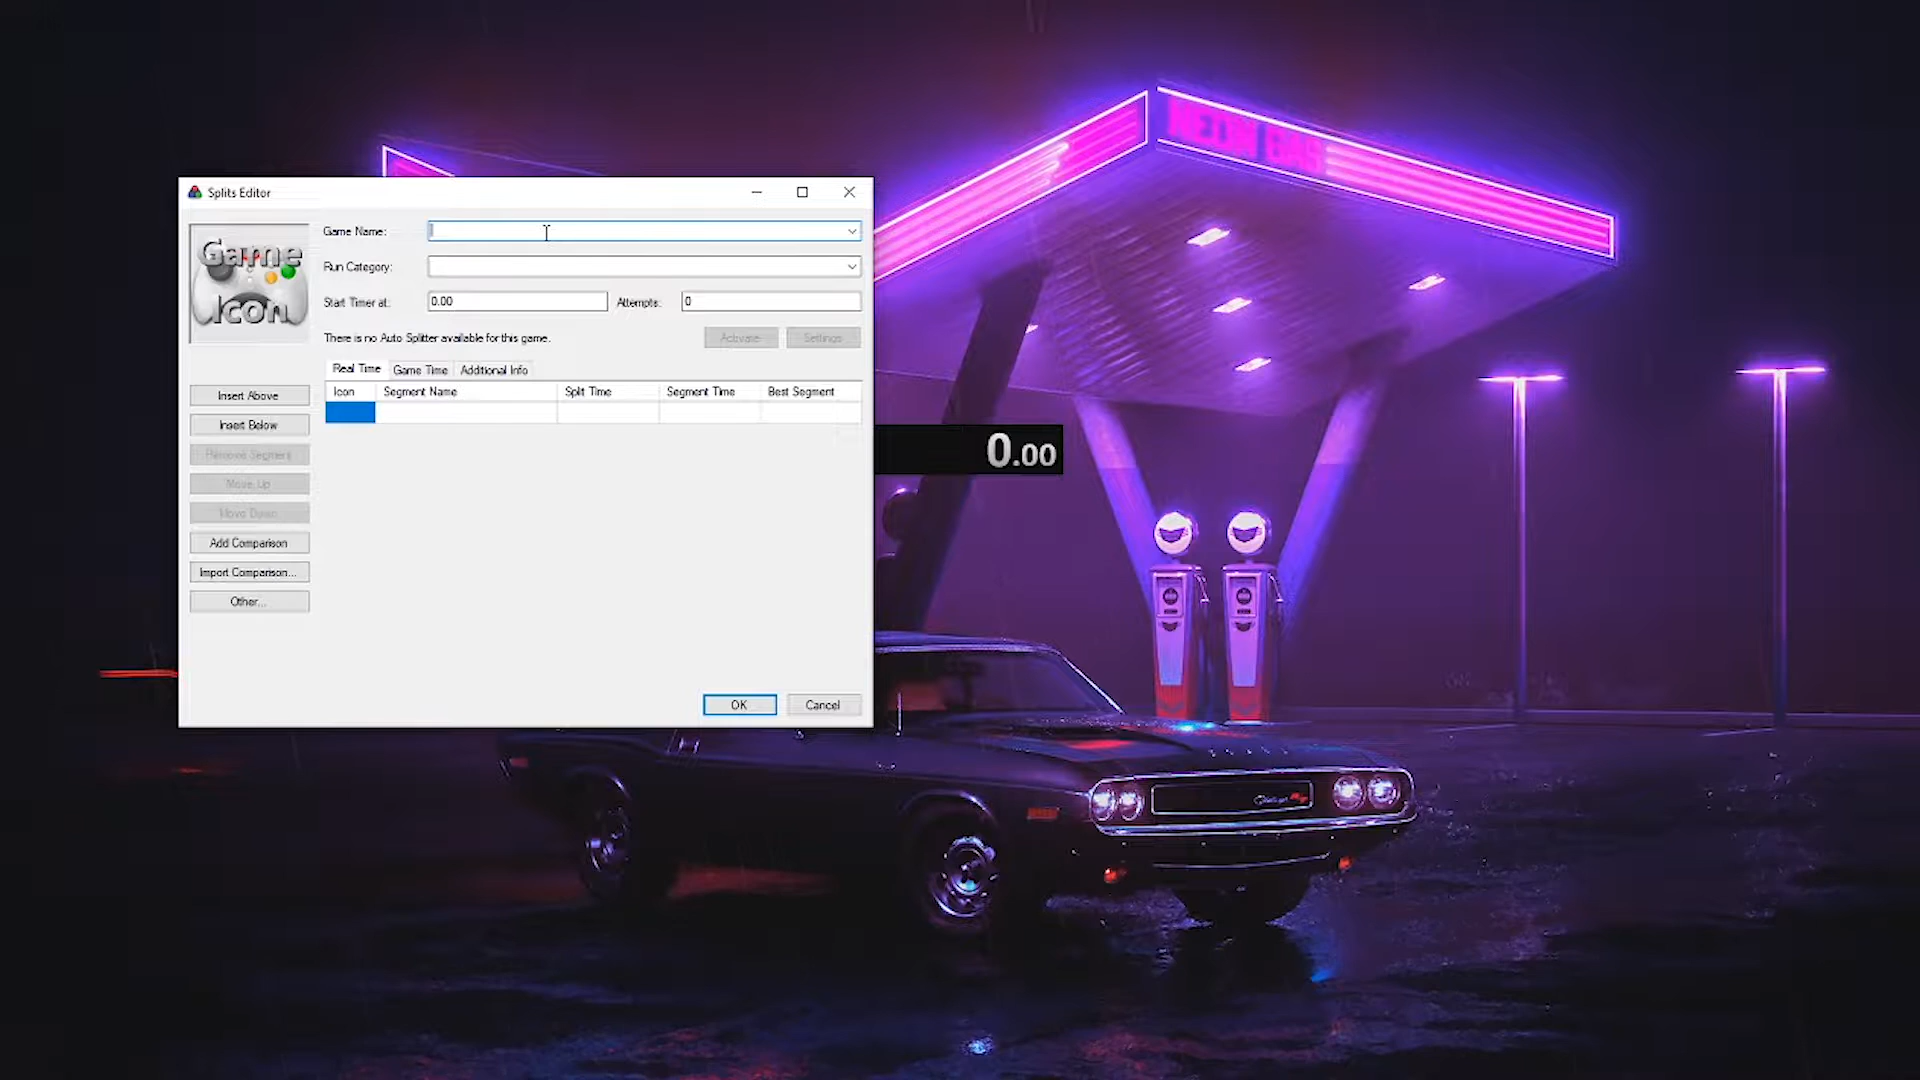 Splits Editor
Game
Icon
Game Name:
Run Category:
Start Timer at: 0.00 Attempts: 0
There is no Auto Splitter available for this game. Activate Settings
Real Time Game Time Additional Info
Icon Segment Name Split Time Segment Time Best Segment
Insert Above
Insert Below
Remove Segment
Move Up
Move Down
Add Comparison
Import Comparison...
Other...
OK Cancel
0.00